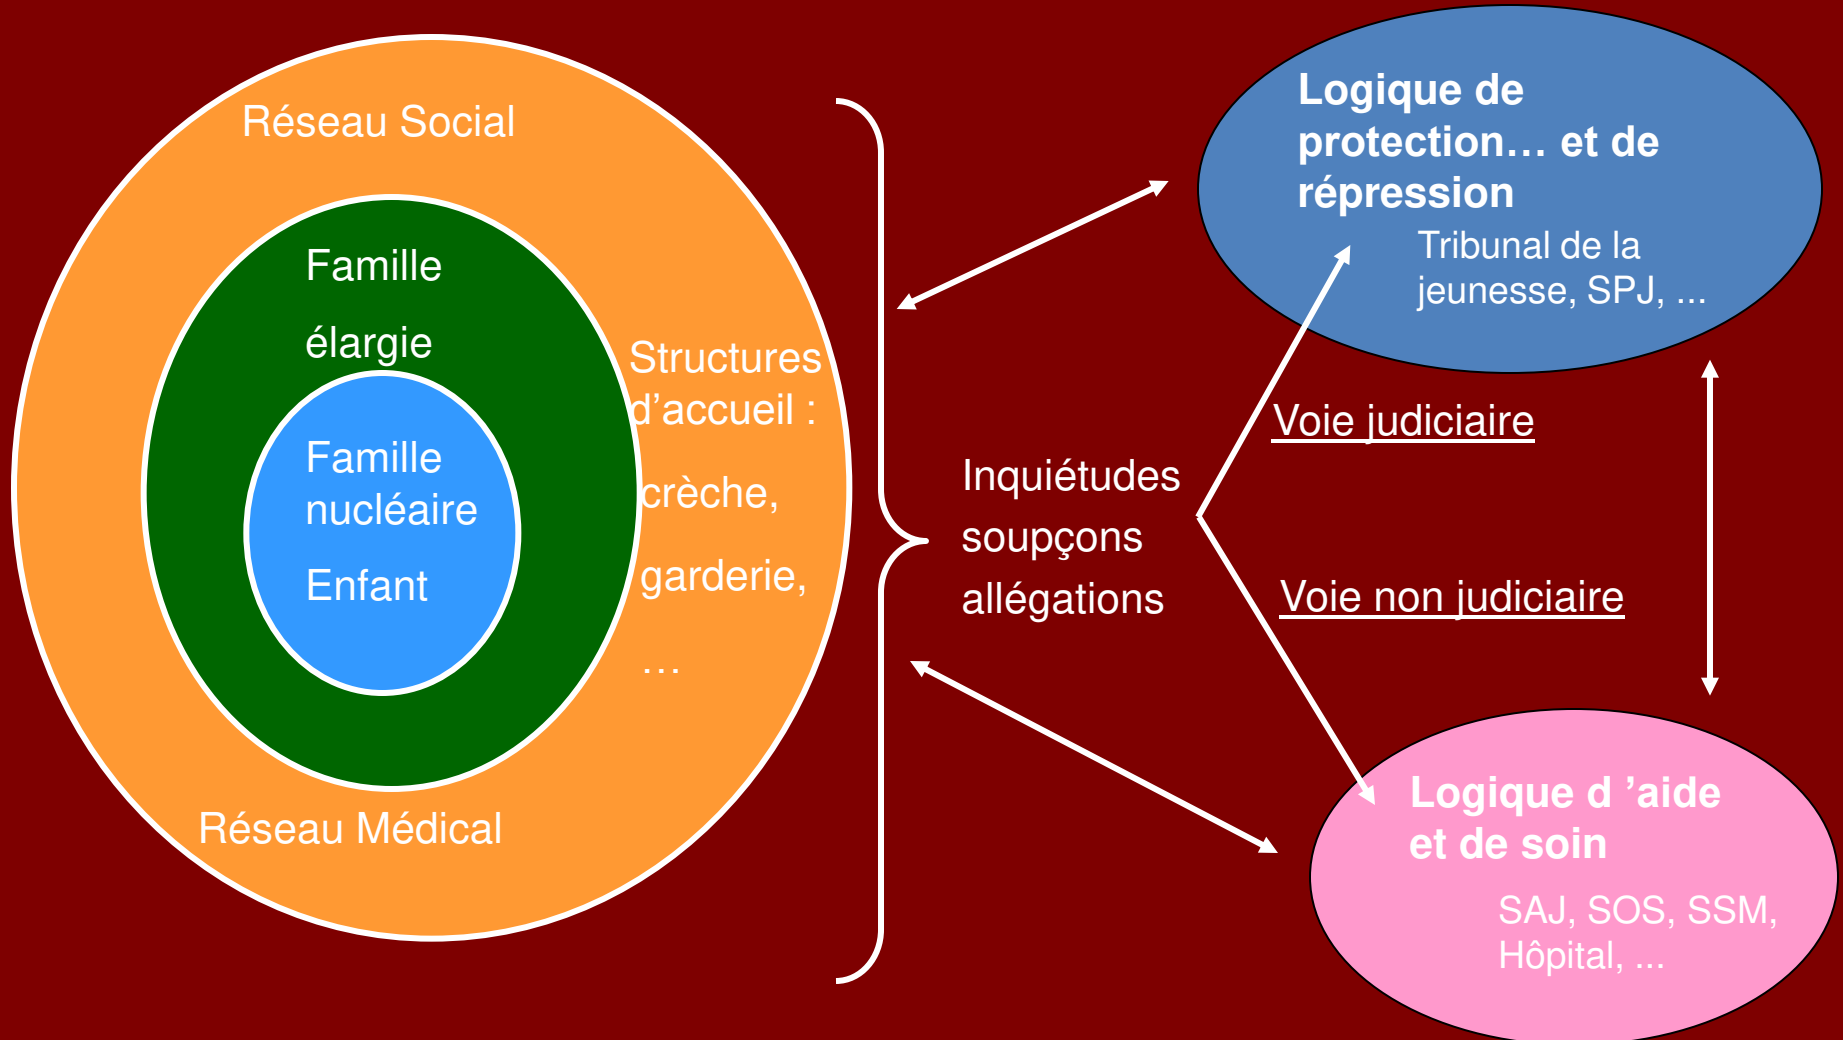 Réseau Social
Famille
élargie
Famille
nucléaire
Enfant
Structures
d’accueil :
crèche,
garderie,
…
Réseau Médical
Inquiétudes
soupçons
allégations
Logique de
protection… et de
répression
Tribunal de la
jeunesse, SPJ, ...
Voie judiciaire
Voie non judiciaire
Logique d ’aide
et de soin
SAJ, SOS, SSM,
Hôpital, ...